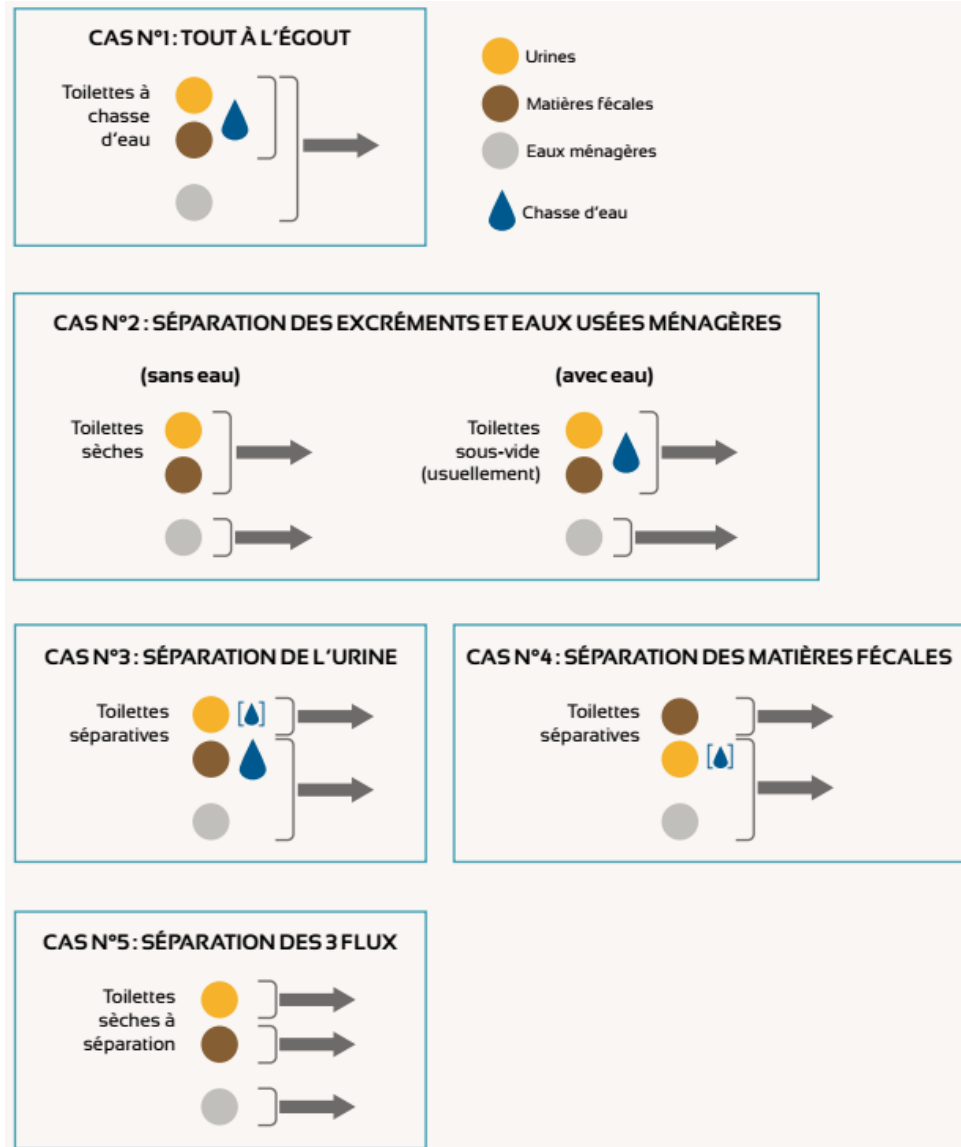 CAS N°1 : TOUT À L'ÉGOUT
Toilettes à
chasse
d'eau
Urines
Matières fécales
Eaux ménagères
Chasse d'eau
CAS N°2 : SÉPARATION DES EXCRÉMENTS ET EAUX USÉES MÉNAGÈRES
(sans eau)
Toilettes
sèches
(avec eau)
Toilettes
sous-vide
(usuellement)
CAS N°3 : SÉPARATION DE L'URINE
Toilettes
séparatives
CAS N°4 : SÉPARATION DES MATIÈRES FÉCALES
Toilettes
séparatives
CAS N°5 : SÉPARATION DES 3 FLUX
Toilettes
sèches à
séparation